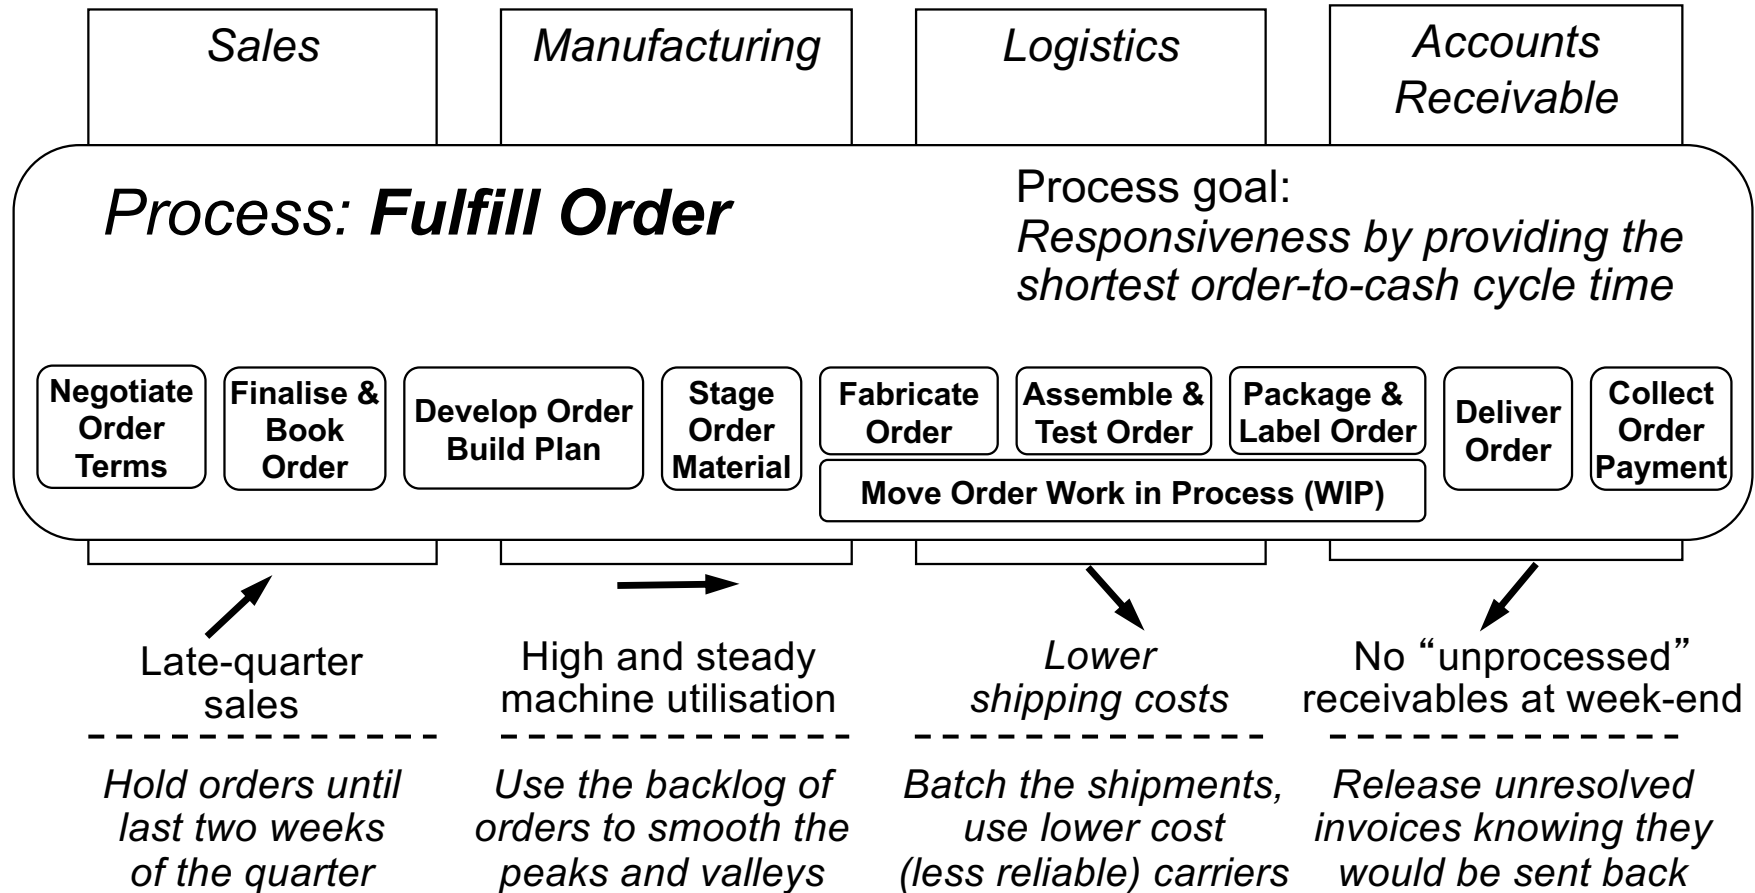 Sales
Manufacturing
Logistics
Accounts
Receivable
Process: Fulfill Order
Process goal:
Responsiveness by providing the
shortest order-to-cash cycle time
Negotiate
Order
Terms
Finalise &
Book
Order
Develop Order
Build Plan
Stage
Order
Material
Fabricate
Order
Assemble &
Test Order
Package &
Label Order
Move Order Work in Process (WIP)
Deliver
Order
Collect
Order
Payment
Late-quarter
sales
High and steady
machine utilisation
Lower
shipping costs
No “unprocessed”
receivables at week-end
Hold orders until
last two weeks
of the quarter
Use the backlog of
orders to smooth the
peaks and valleys
Batch the shipments,
use lower cost
(less reliable) carriers
Release unresolved
invoices knowing they
would be sent back